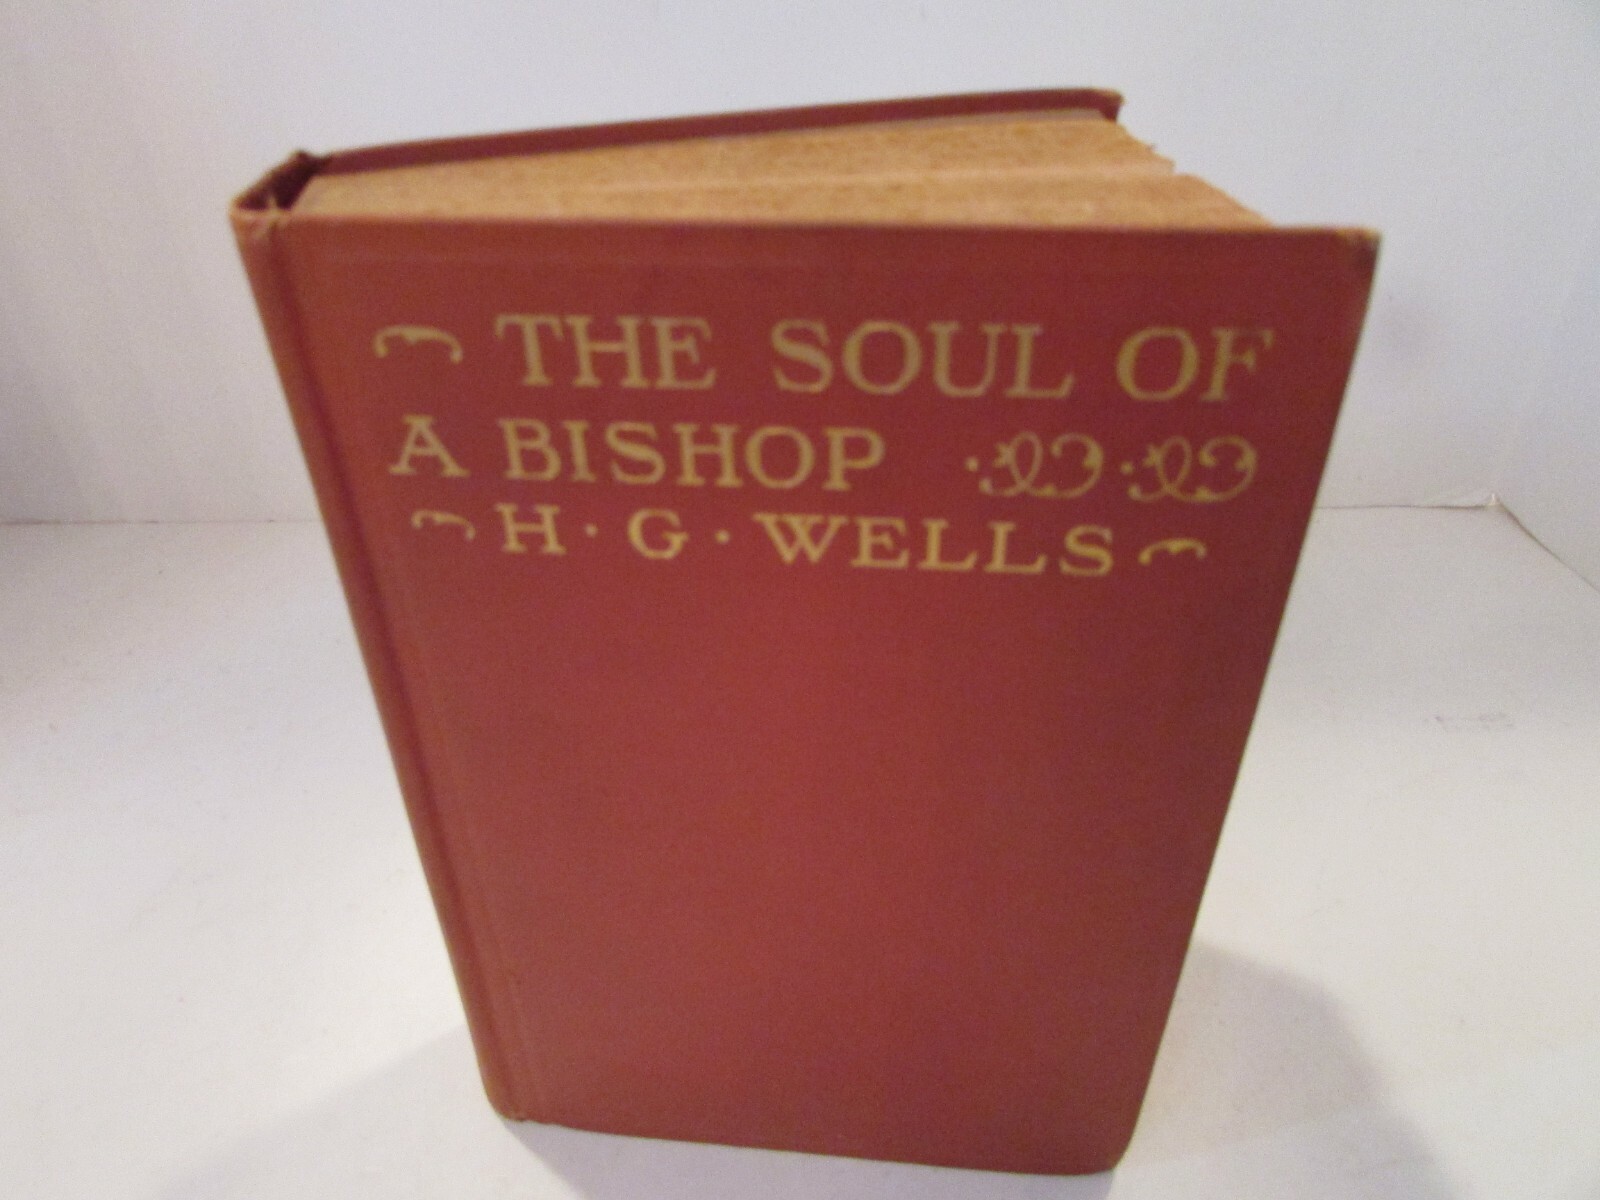 THE SOUL OF
A BISHOP
H·G·WELLS